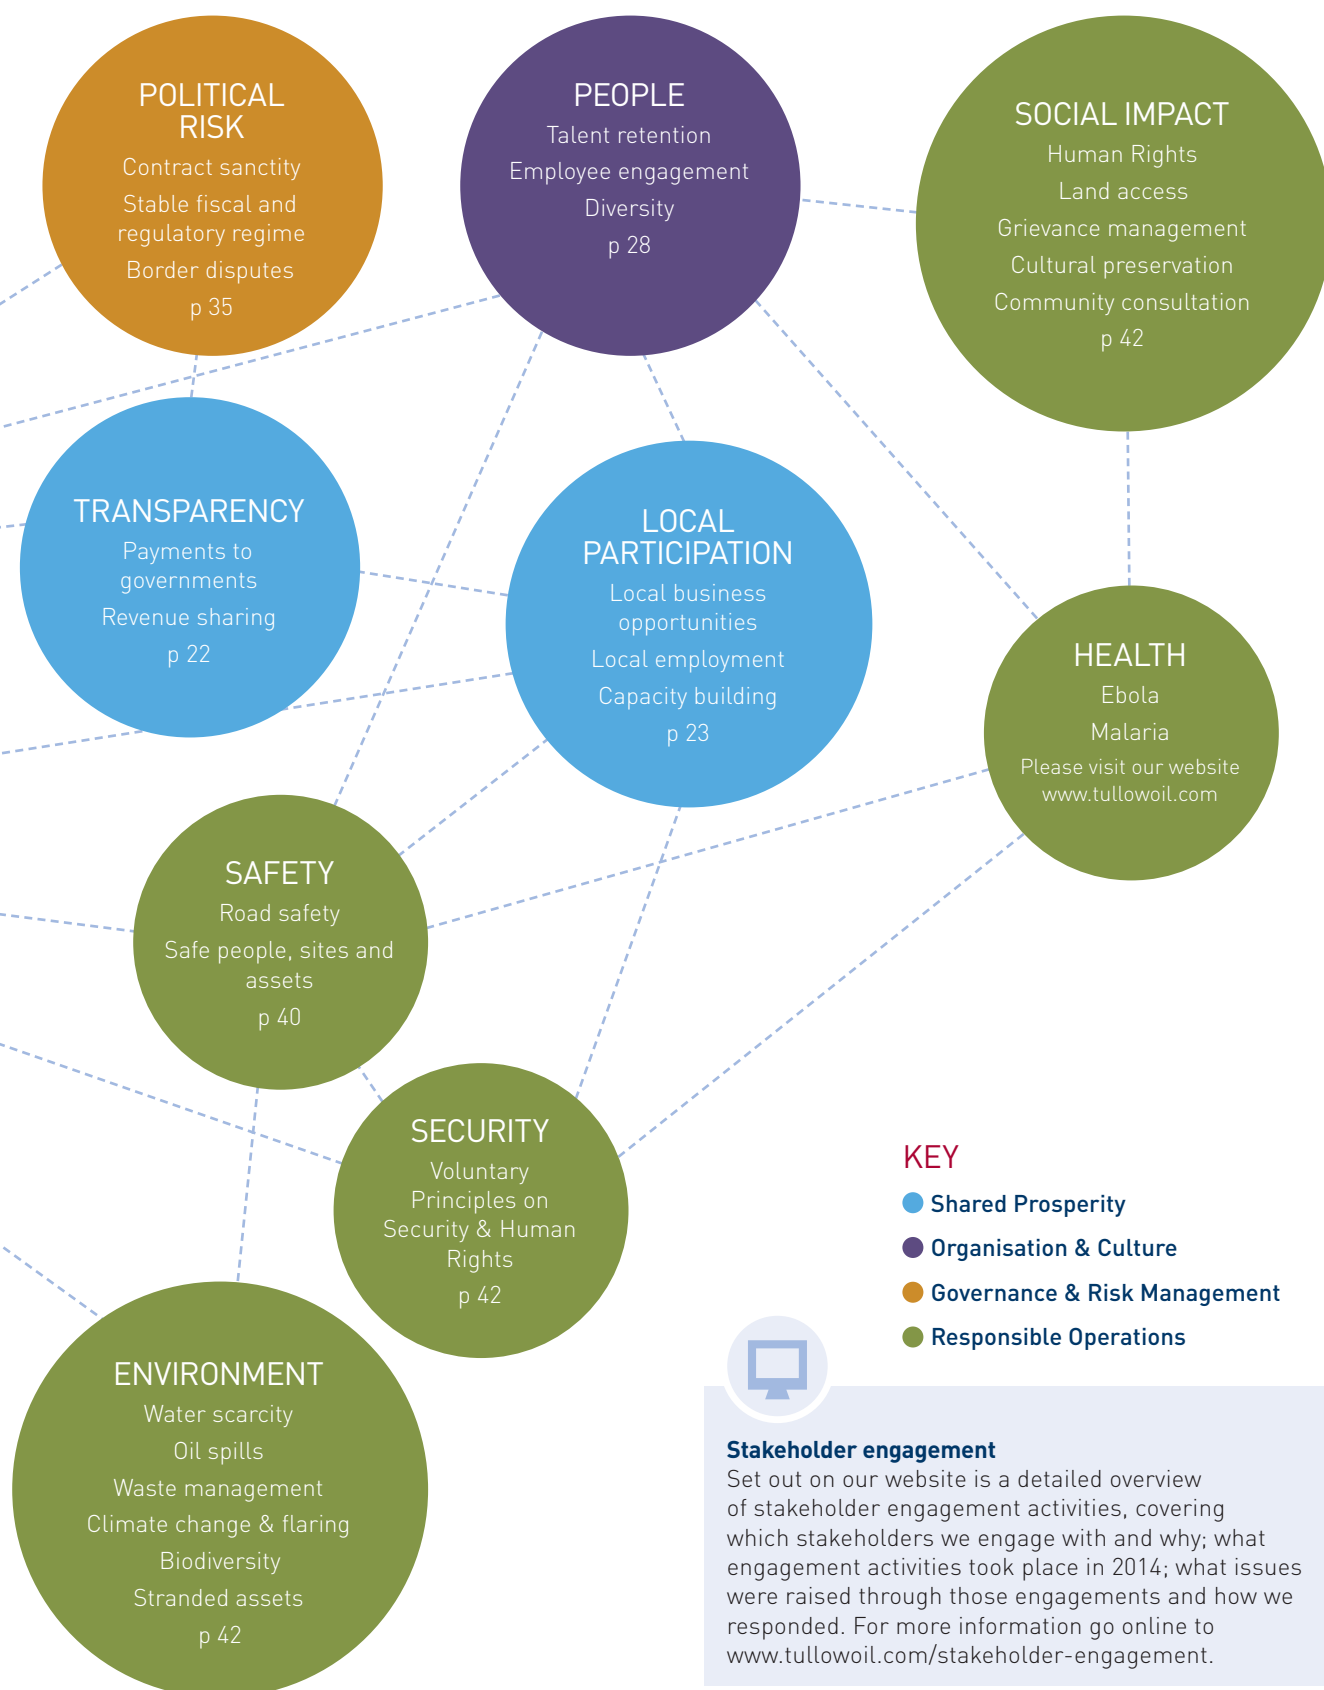 POLITICAL
RISK
Contract sanctity
Stable fiscal and
regulatory regime
Border disputes
p 35
PEOPLE
Talent retention
Employee engagement
Diversity
p 28
SOCIAL IMPACT
Human Rights
Land access
Grievance management
Cultural preservation
Community consultation
p 42
TRANSPARENCY
Payments to
governments
Revenue sharing
p 22
LOCAL
PARTICIPATION
Local business
opportunities
Local employment
Capacity building
p 23
HEALTH
Ebola
Malaria
Please visit our website
www.tullowoil.com
SAFETY
Road safety
Safe people, sites and
assets
p 40
SECURITY
Voluntary
Principles on
Security & Human
Rights
p 42
ENVIRONMENT
Water scarcity
Oil spills
Waste management
Climate change & flaring
Biodiversity
Stranded assets
p 42
KEY
Shared Prosperity
Organisation & Culture
Governance & Risk Management
Responsible Operations
Stakeholder engagement
Set out on our website is a detailed overview
of stakeholder engagement activities, covering
which stakeholders we engage with and why; what
engagement activities took place in 2014; what issues
were raised through those engagements and how we
responded. For more information go online to
www.tullowoil.com/stakeholder-engagement.